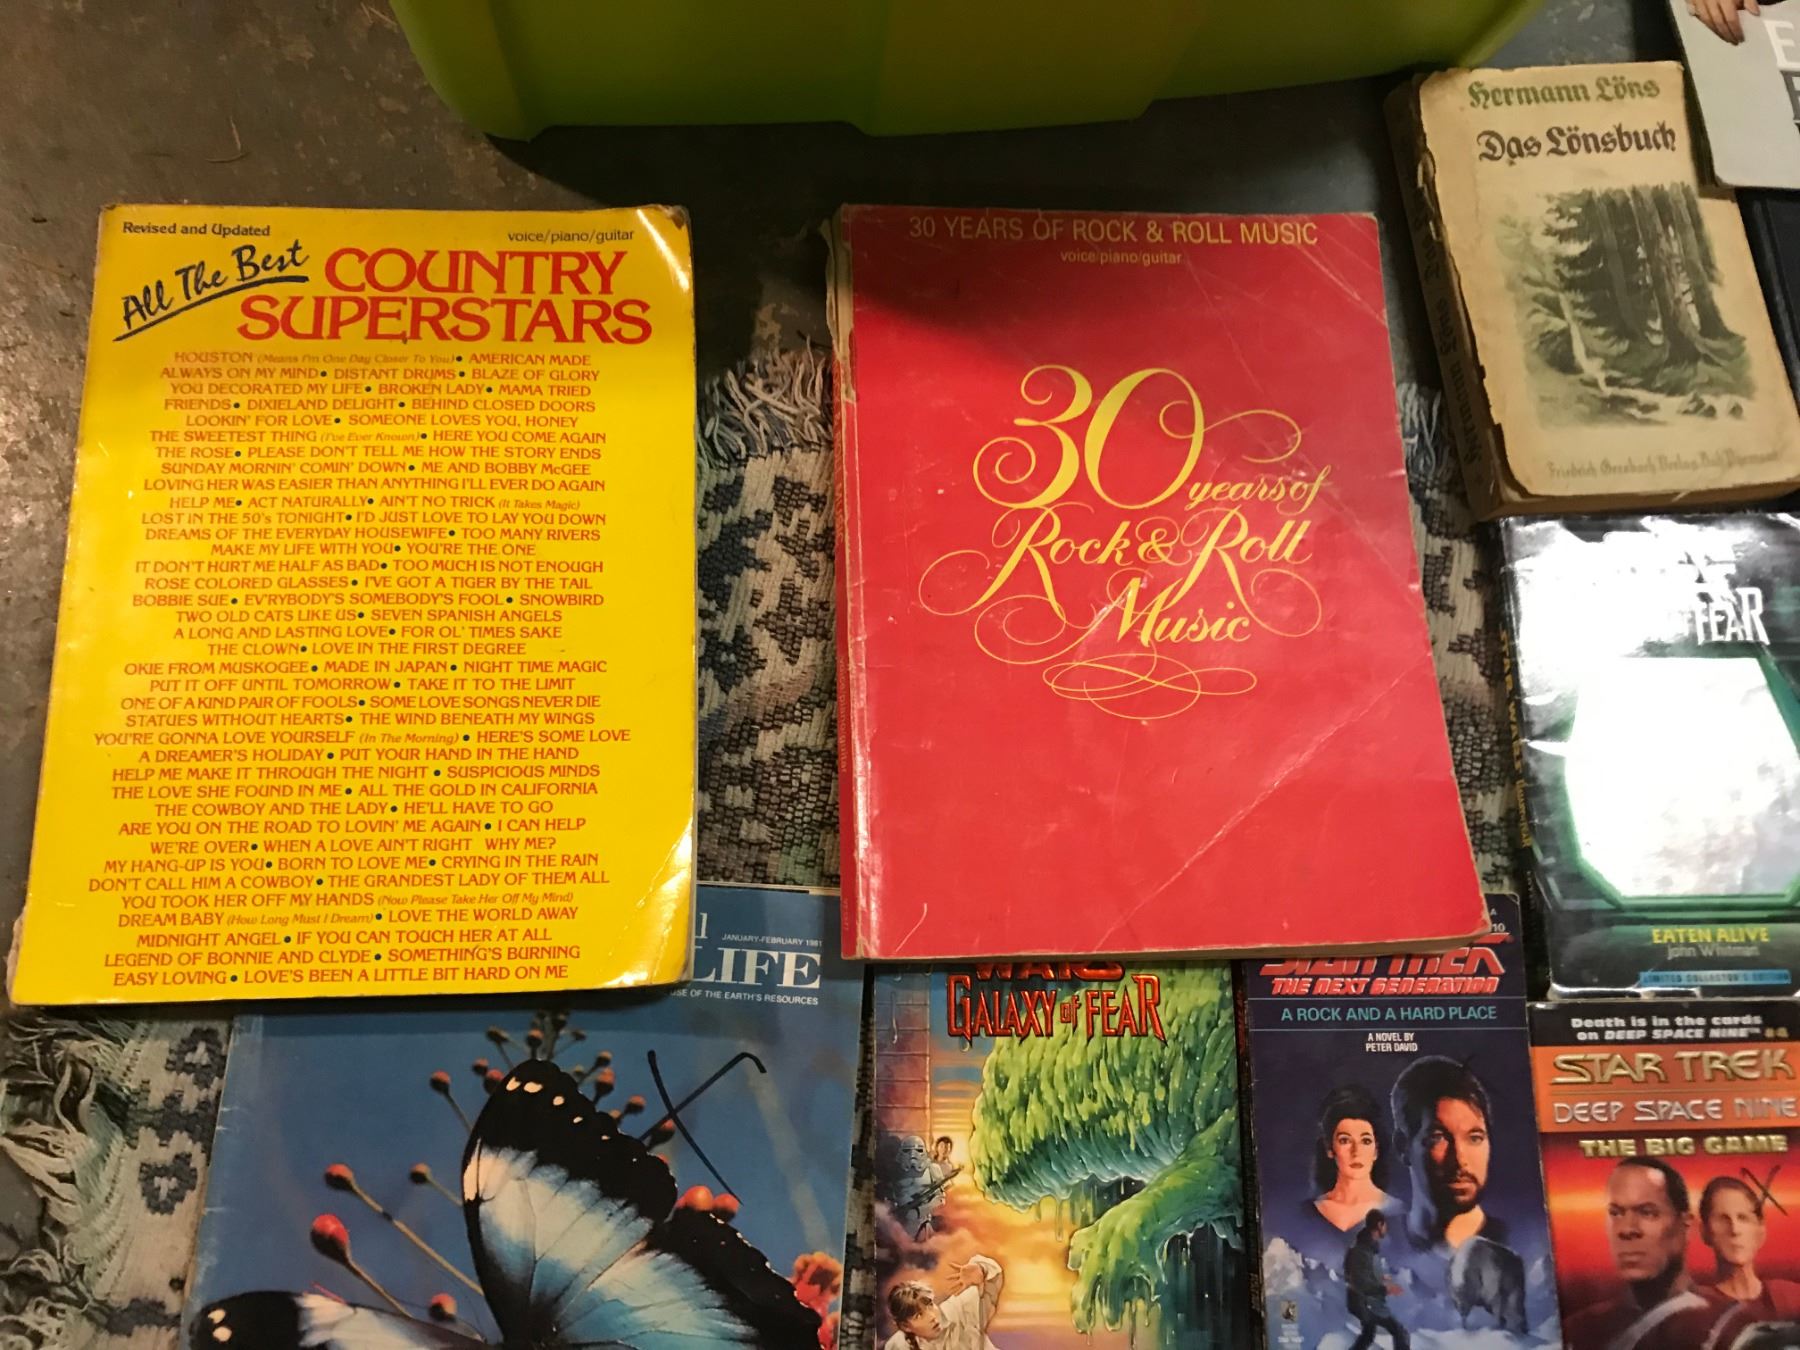 Revised and Updated
voice/piano/guitar
All The Best
COUNTRY
SUPERSTARS
HOUSTON (Means I'm One Day Closer To You) • AMERICAN MADE
ALWAYS ON MY MIND • DISTANT DRUMS • BLAZE OF GLORY
YOU DECORATED MY LIFE • BROKEN LADY • MAMA TRIED
FRIENDS • DIXIELAND DELIGHT • BEHIND CLOSED DOORS
LOOKIN' FOR LOVE • SOMEONE LOVES YOU, HONEY
THE SWEETEST THING (I've Ever Known) • HERE YOU COME AGAIN
THE ROSE • PLEASE DON'T TELL ME HOW THE STORY ENDS
SUNDAY MORNIN' COMIN' DOWN • ME AND BOBBY McGEE
LOVING HER WAS EASIER THAN ANYTHING I'LL EVER DO AGAIN
HELP ME • ACT NATURALLY • AIN'T NO TRICK (It Takes Magic)
LOST IN THE 50's TONIGHT • I'D JUST LOVE TO LAY YOU DOWN
DREAMS OF THE EVERYDAY HOUSEWIFE • TOO MANY RIVERS
MAKE MY LIFE WITH YOU • YOU'RE THE ONE
IT DON'T HURT ME HALF AS BAD • TOO MUCH IS NOT ENOUGH
ROSE COLORED GLASSES • I'VE GOT A TIGER BY THE TAIL
BOBBIE SUE • EV'RYBODY'S SOMEBODY'S FOOL • SNOWBIRD
TWO OLD CATS LIKE US • SEVEN SPANISH ANGELS
A LONG AND LASTING LOVE • FOR OL' TIMES SAKE
THE CLOWN • LOVE IN THE FIRST DEGREE
OKIE FROM MUSKOGEE • MADE IN JAPAN • NIGHT TIME MAGIC
PUT IT OFF UNTIL TOMORROW • TAKE IT TO THE LIMIT
ONE OF A KIND PAIR OF FOOLS • SOME LOVE SONGS NEVER DIE
STATUES WITHOUT HEARTS • THE WIND BENEATH MY WINGS
YOU'RE GONNA LOVE YOURSELF (In The Morning) • HERE'S SOME LOVE
A DREAMER'S HOLIDAY • PUT YOUR HAND IN THE HAND
HELP ME MAKE IT THROUGH THE NIGHT • SUSPICIOUS MINDS
THE LOVE SHE FOUND IN ME • ALL THE GOLD IN CALIFORNIA
THE COWBOY AND THE LADY • HE'LL HAVE TO GO
ARE YOU ON THE ROAD TO LOVIN' ME AGAIN • I CAN HELP
WE'RE OVER • WHEN A LOVE AIN'T RIGHT WHY ME?
MY HANG-UP IS YOU • BORN TO LOVE ME • CRYING IN THE RAIN
DON'T CALL HIM A COWBOY • THE GRANDEST LADY OF THEM ALL
YOU TOOK HER OFF MY HANDS (Now Please Take Her Off My Mind)
DREAM BABY (How Long Must I Dream) • LOVE THE WORLD AWAY
MIDNIGHT ANGEL • IF YOU CAN TOUCH HER AT ALL
LEGEND OF BONNIE AND CLYDE • SOMETHING'S BURNING
EASY LOVING • LOVE'S BEEN A LITTLE BIT HARD ON ME
30 YEARS OF ROCK & ROLL MUSIC
voice/piano/guitar
30 years of
Rock & Roll
Music
voice/piano/guitar
Hermann Löns
Das Lönsbuch
FEAR
EATEN ALIVE
John Whitman
LIMITED COLLECTOR'S EDITION
JANUARY-FEBRUARY 1981
LIFE
USE OF THE EARTH'S RESOURCES
WARS
GALAXY of FEAR
10
STAR TREK
THE NEXT GENERATION
A ROCK AND A HARD PLACE
A NOVEL BY
PETER DAVID
Death is in the cards
on DEEP SPACE NINE™ #4
STAR TREK
DEEP SPACE NINE
THE BIG GAME